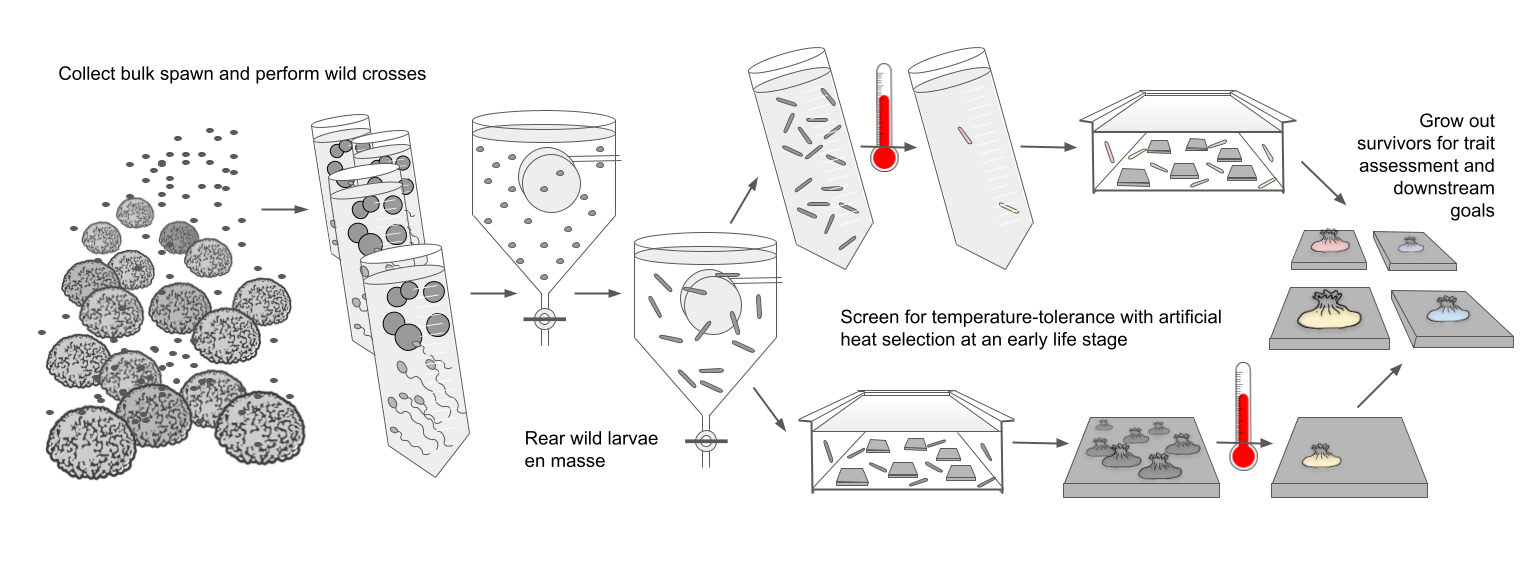 Collect bulk spawn and perform wild crosses
Rear wild larvae
en masse
Screen for temperature-tolerance with artificial
heat selection at an early life stage
Grow out
survivors for trait
assessment and
downstream
goals